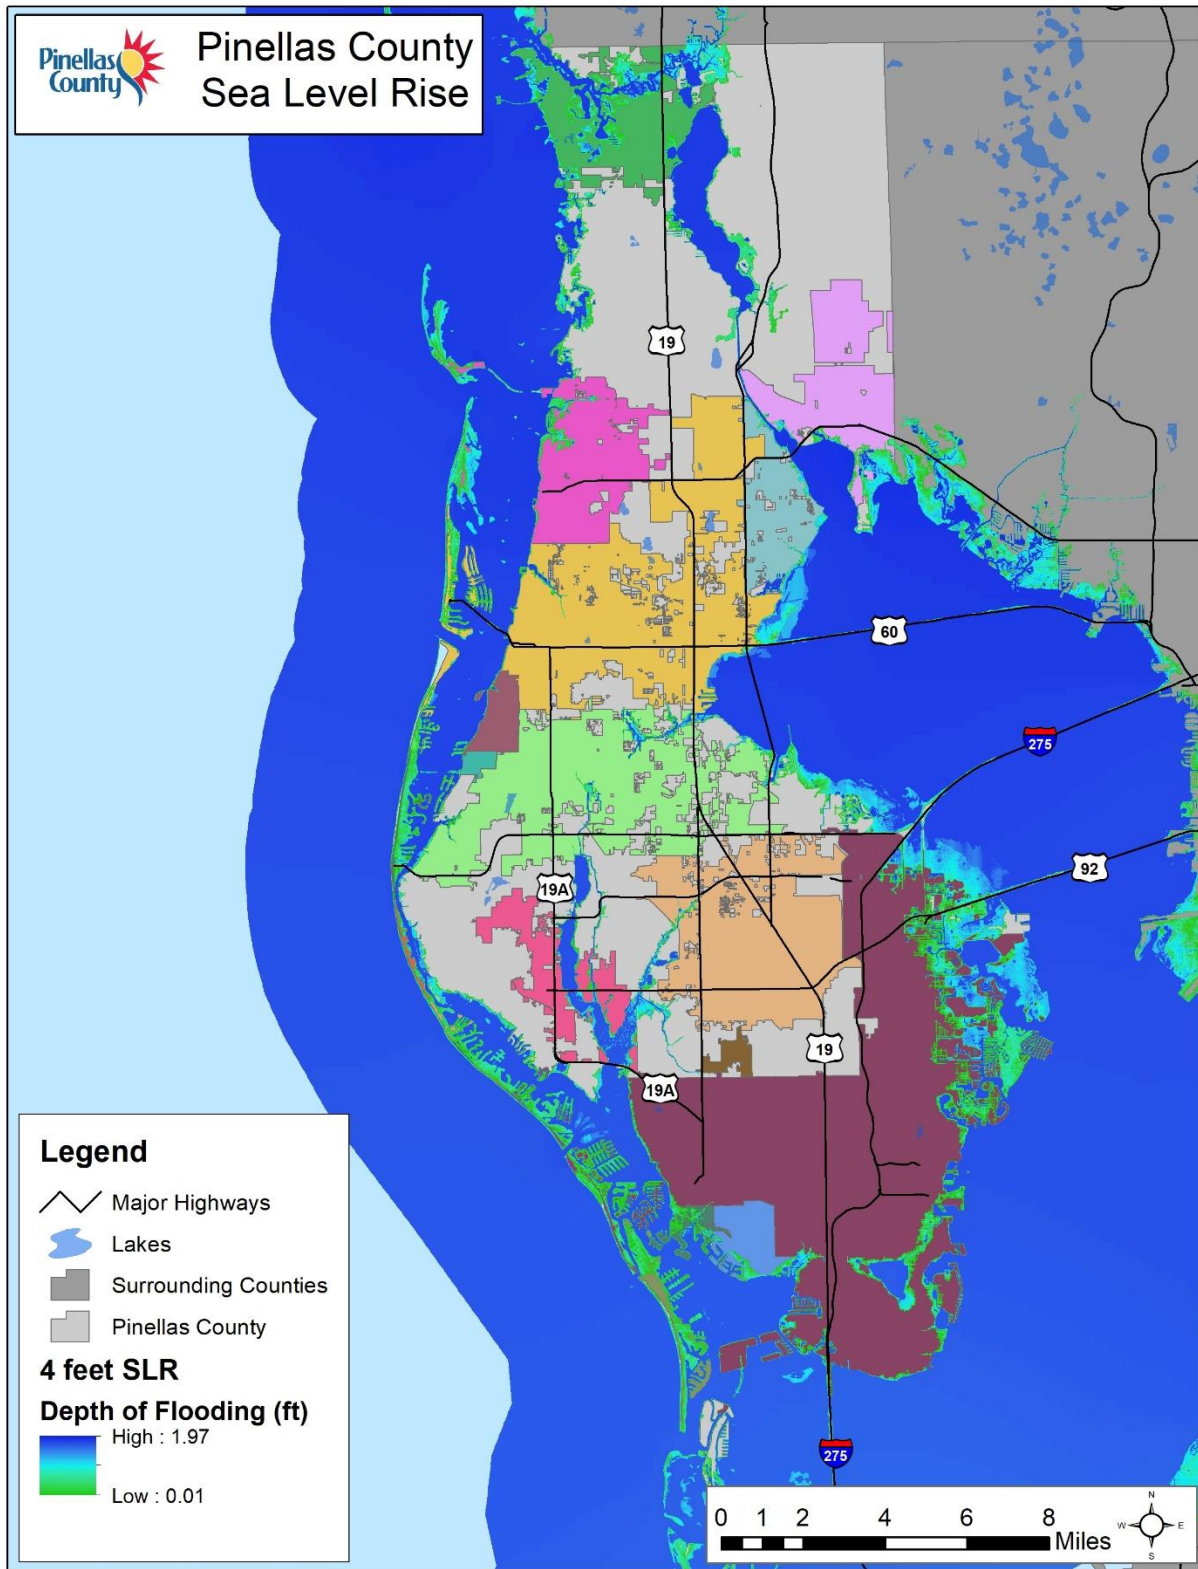 Pinellas
County
Pinellas County
Sea Level Rise
19
60
275
92
19A
19
19A
275
Legend
Major Highways
Lakes
Surrounding Counties
Pinellas County
4 feet SLR
Depth of Flooding (ft)
High : 1.97
Low : 0.01
0 1 2 4 6 8
Miles
N
W E
S